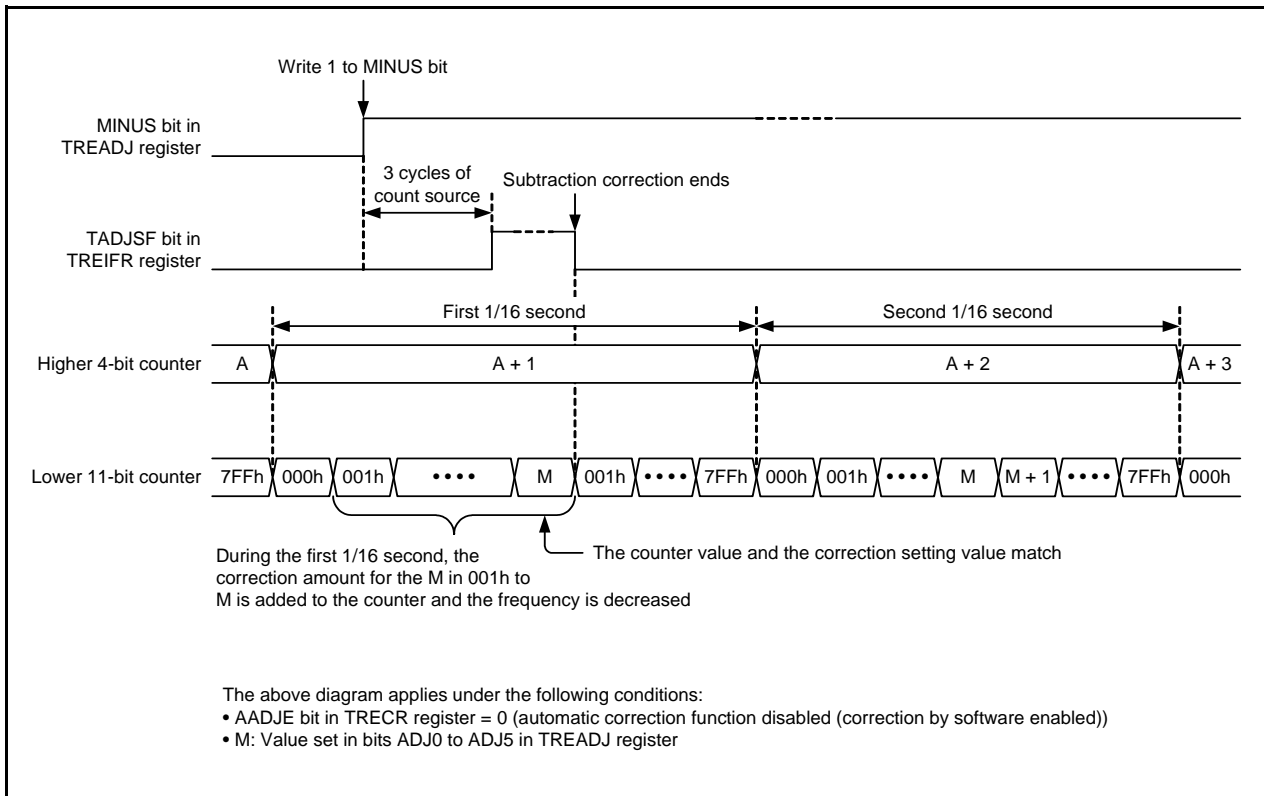 Write 1 to MINUS bit
MINUS bit in
TREADJ register
3 cycles of
count source
Subtraction correction ends
TADJSF bit in
TREIFR register
First 1/16 second
Second 1/16 second
Higher 4-bit counter A A + 1 A + 2 A + 3
Lower 11-bit counter 7FFh 000h 001h •••• M 001h •••• 7FFh 000h 001h •••• M M + 1 •••• 7FFh 000h
During the first 1/16 second, the
correction amount for the M in 001h to
M is added to the counter and the frequency is decreased
The counter value and the correction setting value match
The above diagram applies under the following conditions:
• AADJE bit in TRECR register = 0 (automatic correction function disabled (correction by software enabled))
• M: Value set in bits ADJ0 to ADJ5 in TREADJ register